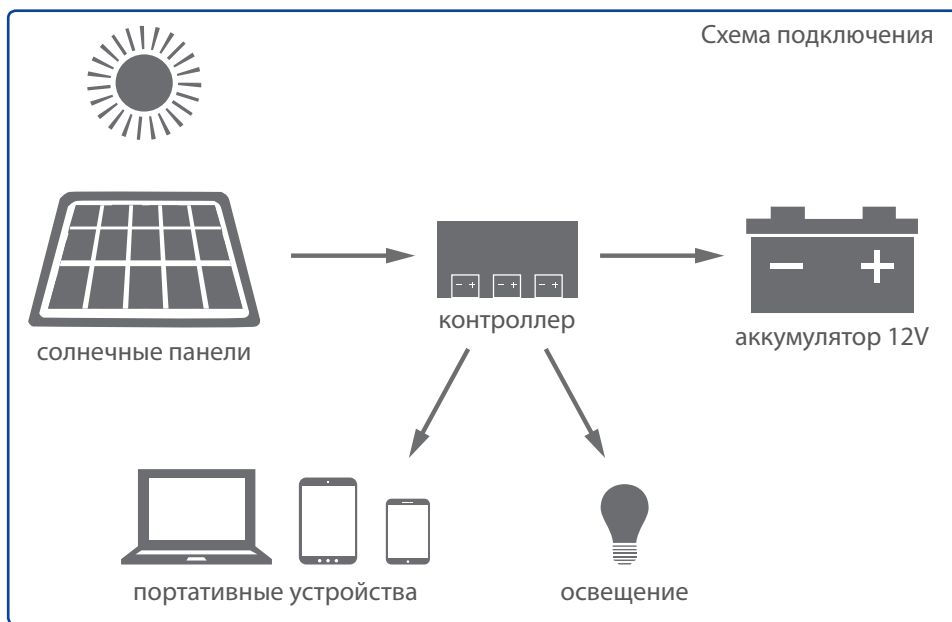 Схема подключения
солнечные панели
- + - + - +
контроллер
- +
аккумулятор 12V
портативные устройства
освещение